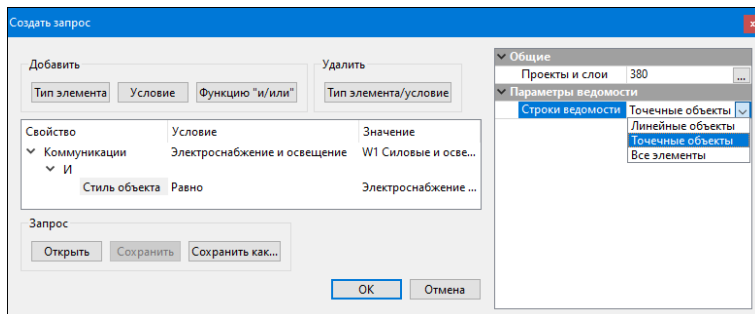 Создать запрос
x
Добавить
Тип элемента Условие Функцию "и/или"
Удалить
Тип элемента/условие
Свойство Условие Значение
Коммуникации Электроснабжение и освещение W1 Силовые и осве...
И
Стиль объекта Равно Электроснабжение ...
Запрос
Открыть Сохранить Сохранить как...
OK Отмена
Общие
Проекты и слои 380 ...
Параметры ведомости
Строки ведомости Точечные объекты
Линейные объекты
Точечные объекты
Все элементы